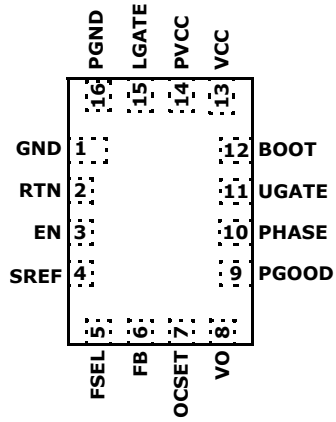 PGND LGATE PVCC VCC
16 15 14 13
GND 1 12 BOOT
RTN 2 11 UGATE
EN 3 10 PHASE
SREF 4 9 PGOOD
5 6 7 8
FSEL FB OCSET VO